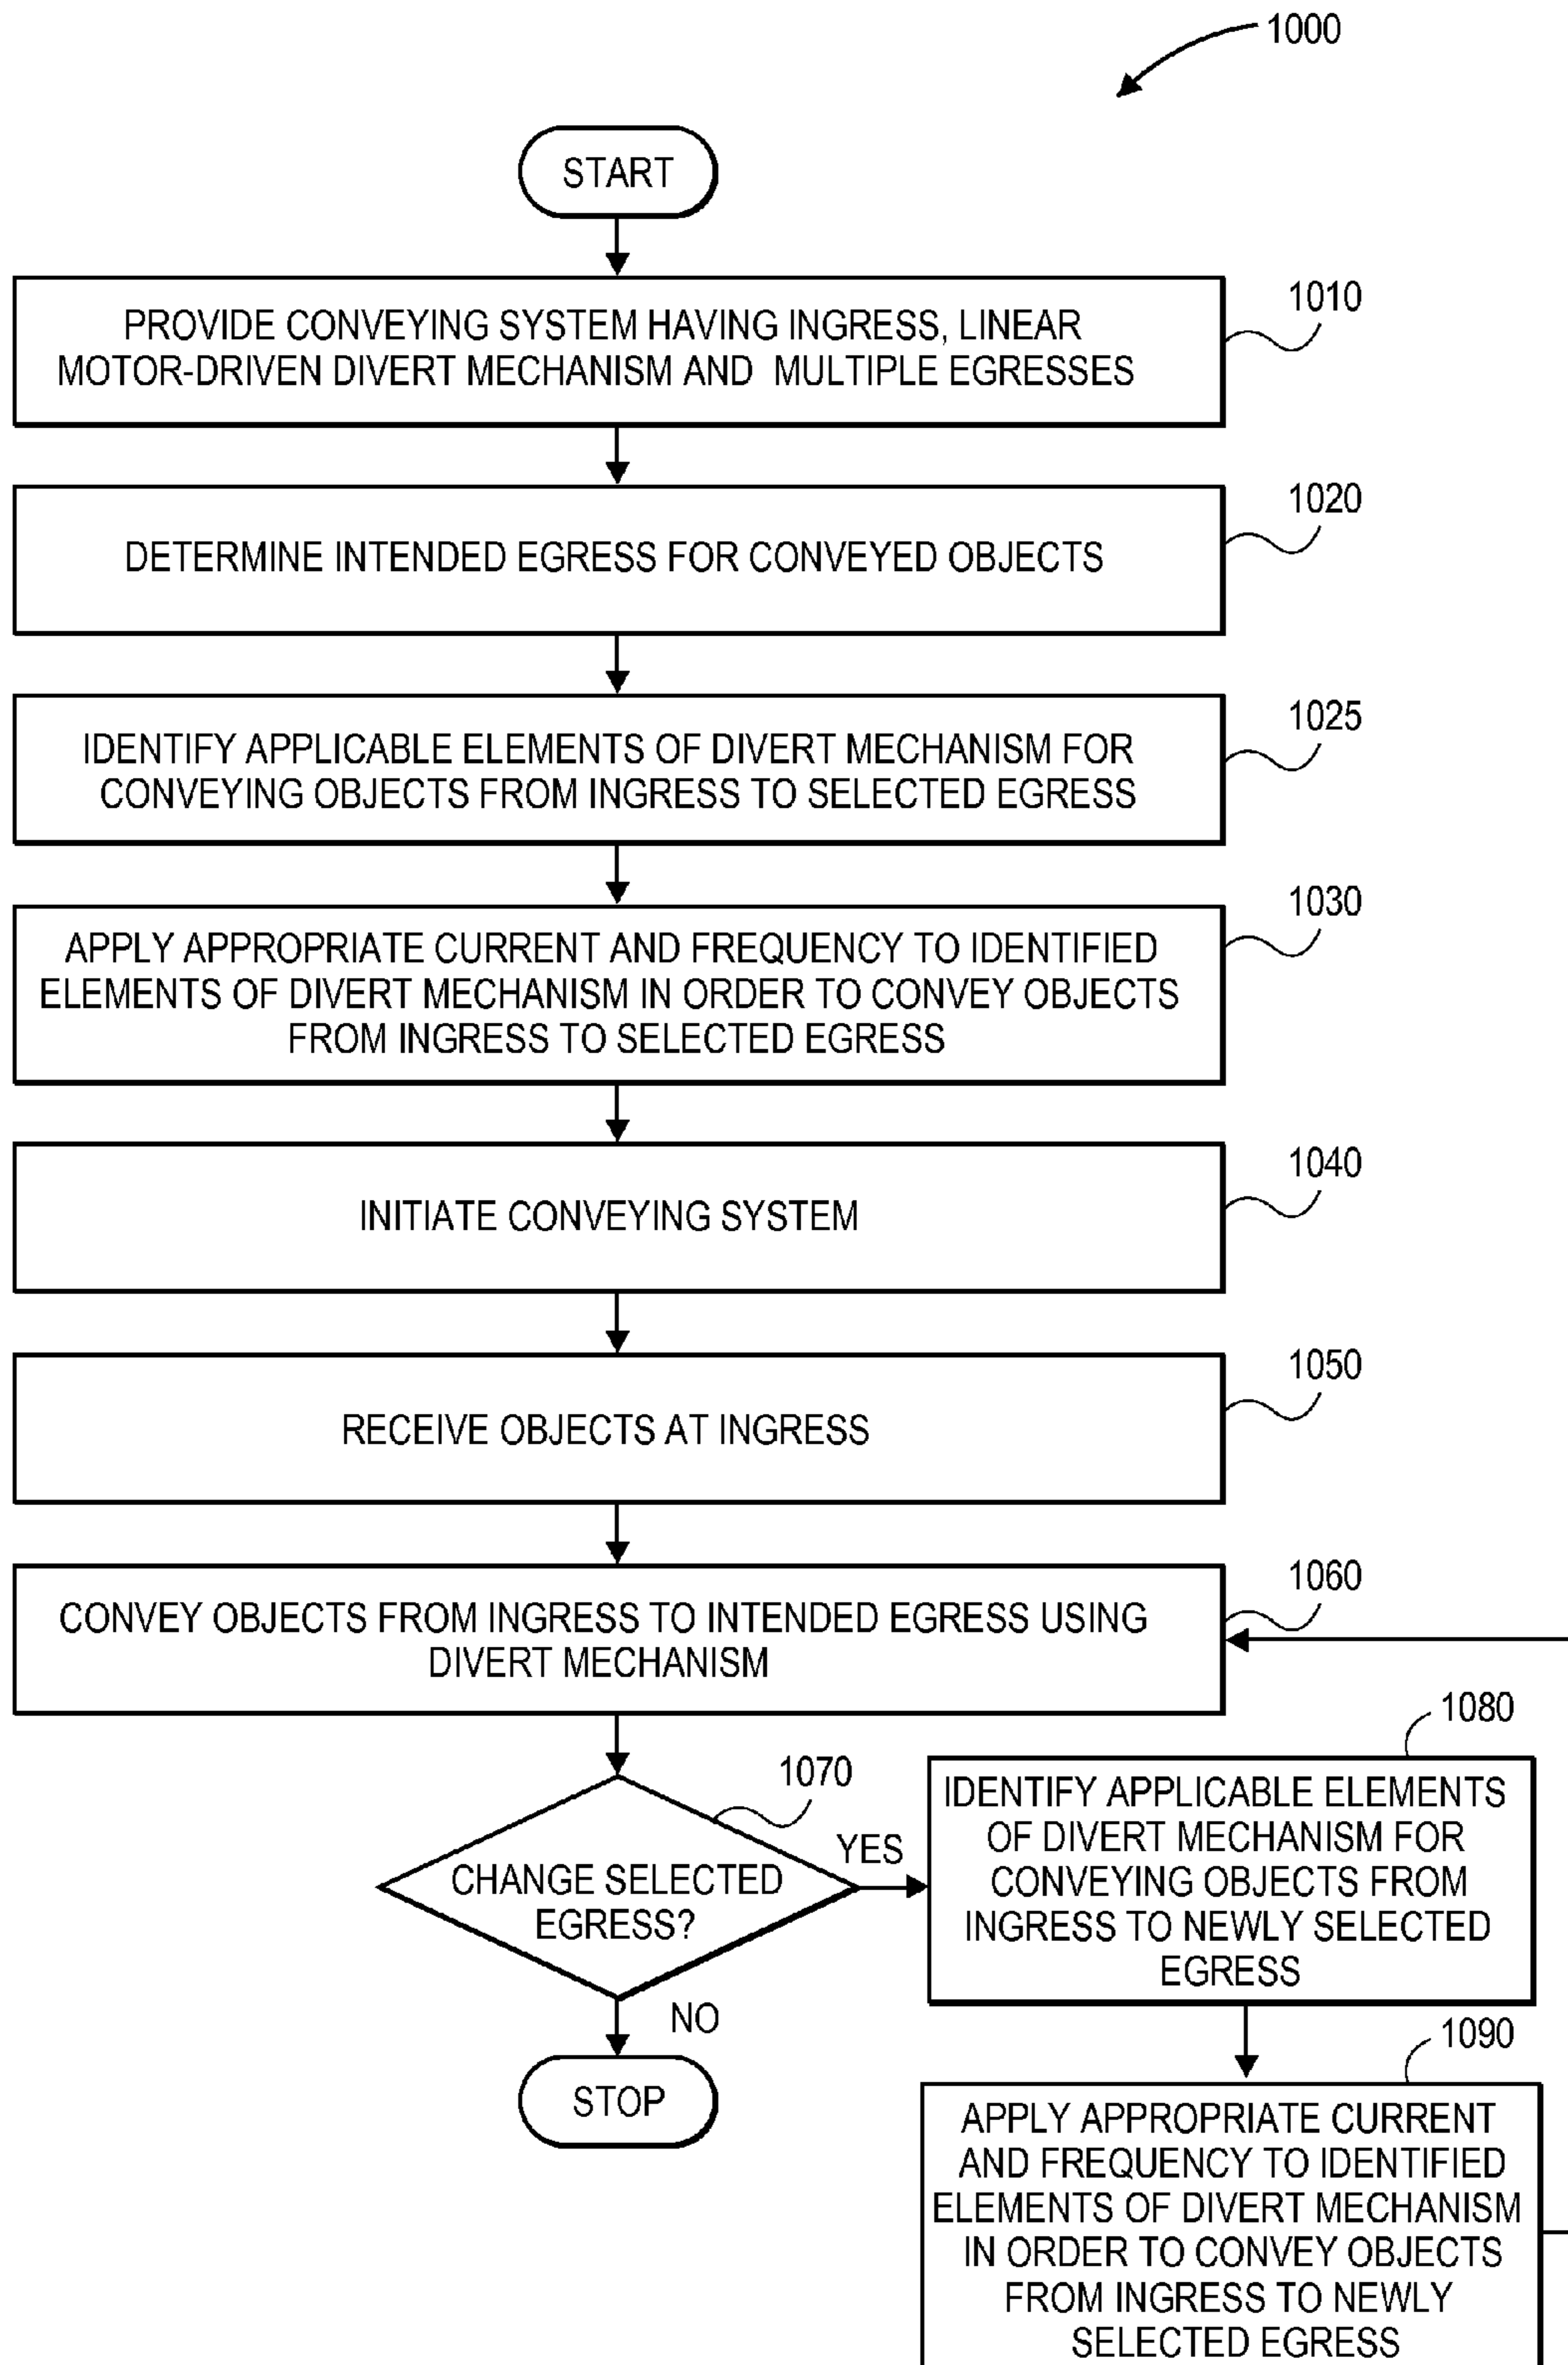 1000
START
PROVIDE CONVEYING SYSTEM HAVING INGRESS, LINEAR
MOTOR-DRIVEN DIVERT MECHANISM AND MULTIPLE EGRESSES
1010
DETERMINE INTENDED EGRESS FOR CONVEYED OBJECTS
1020
IDENTIFY APPLICABLE ELEMENTS OF DIVERT MECHANISM FOR
CONVEYING OBJECTS FROM INGRESS TO SELECTED EGRESS
1025
APPLY APPROPRIATE CURRENT AND FREQUENCY TO IDENTIFIED
ELEMENTS OF DIVERT MECHANISM IN ORDER TO CONVEY OBJECTS
FROM INGRESS TO SELECTED EGRESS
1030
INITIATE CONVEYING SYSTEM
1040
RECEIVE OBJECTS AT INGRESS
1050
CONVEY OBJECTS FROM INGRESS TO INTENDED EGRESS USING
DIVERT MECHANISM
1060
CHANGE SELECTED
EGRESS?
1070
YES
NO
STOP
1080
IDENTIFY APPLICABLE ELEMENTS
OF DIVERT MECHANISM FOR
CONVEYING OBJECTS FROM
INGRESS TO NEWLY SELECTED
EGRESS
1090
APPLY APPROPRIATE CURRENT
AND FREQUENCY TO IDENTIFIED
ELEMENTS OF DIVERT MECHANISM
IN ORDER TO CONVEY OBJECTS
FROM INGRESS TO NEWLY
SELECTED EGRESS